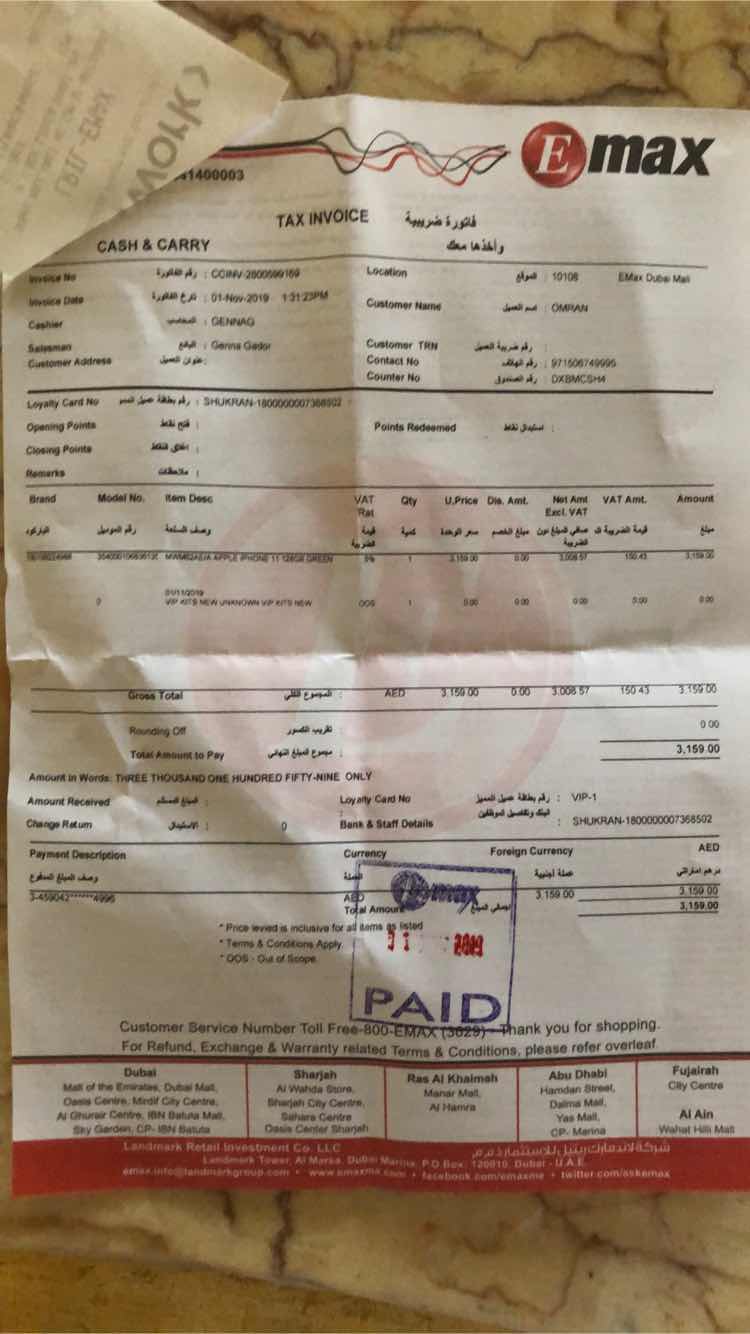 work>
41400003
Emax
TAX INVOICE فاتورة ضريبية
CASH & CARRY وأخذها معك
Invoice No رقم الفاتورة : CCINV-2800599169
Location الموقع : 10108 EMax Dubai Mall
Invoice Date تاريخ الفاتورة : 01-Nov-2019 1:31:23PM
Customer Name اسم العميل : OMRAN
Cashier المحاسب : GENNAG
Salesman البائع : Genna Gador
Customer TRN رقم ضريبة العميل :
Customer Address عنوان العميل :
Contact No رقم الهاتف : 971506749995
Counter No رقم الصندوق : DXBMCSH4
Loyalty Card No رقم بطاقة عميل المميز : SHUKRAN-1800000007368502
Opening Points فتح نقاط :
Points Redeemed استبدال نقاط :
Closing Points إغلاق النقاط :
Remarks ملاحظات :
Brand Model No. Item Desc VAT Rat Qty U.Price Dis. Amt. Net Amt Excl. VAT VAT Amt. Amount
الباركود رقم الموديل وصف السلعة قيمة الضريبة كمية سعر الوحدة مبلغ الخصم صافي المبلغ دون الضريبة قيمة الضريبة مبلغ
APPLE IPHONE 11 128GB GREEN 5% 1 3,159.00 0.00 3,008.57 150.43 3,159.00
01/11/2019
0 VIP KITS NEW UNKNOWN VIP KITS NEW OOS 1 0.00 0.00 0.00 0.00 0.00
Gross Total المجموع الكلي : AED 3,159.00 0.00 3,008.57 150.43 3,159.00
Rounding Off تقريب الكسور : 0.00
Total Amount to Pay مجموع المبلغ النهائي : 3,159.00
Amount in Words: THREE THOUSAND ONE HUNDRED FIFTY-NINE ONLY
Amount Received المبلغ المستلم :
Loyalty Card No رقم بطاقة عميل المميز : VIP-1
Change Return الاستبدال : 0
Bank & Staff Details البنك وتفاصيل الموظفين : SHUKRAN-1800000007368502
Payment Description Currency Foreign Currency AED
وصف المبلغ المدفوع العملة عملة أجنبية درهم اماراتي
3-459042******4996 AED 3,159.00 3,159.00
Total Amount اجمالي المبلغ 3,159.00
* Price levied is inclusive for all items as listed
* Terms & Conditions Apply.
* OOS - Out of Scope.
Emax
2019
PAID
Customer Service Number Toll Free-800-EMAX (3629) - Thank you for shopping.
For Refund, Exchange & Warranty related Terms & Conditions, please refer overleaf
Dubai
Mall of the Emirates, Dubai Mall,
Oasis Centre, Mirdif City Centre,
Al Ghurair Centre, IBN Batuta Mall,
Sky Garden, CP- IBN Batuta
Sharjah
Al Wahda Store,
Sharjah City Centre,
Sahara Centre
Oasis Center Sharjah
Ras Al Khaimah
Manar Mall,
Al Hamra
Abu Dhabi
Hamdan Street,
Dalma Mall,
Yas Mall,
CP- Marina
Fujairah
City Centre
Al Ain
Wahat Hili Mall
Landmark Retail Investment Co. LLC شركة لاندمارك ريتيل للاستثمار ذ م م
Landmark Tower, Al Marsa, Dubai Marina, P.O Box: 120010, Dubai - U.A.E.
emax.info@landmarkgroup.com • www.emaxme.com • facebook.com/emaxme • twitter.com/askemax